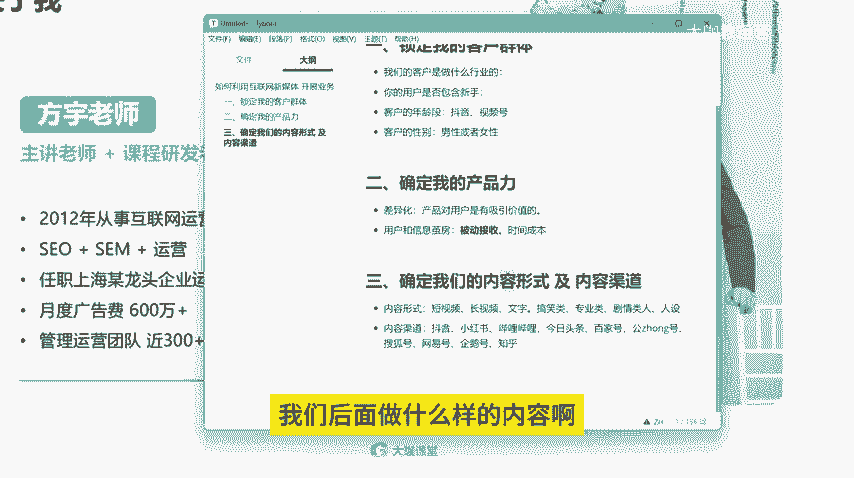 方宇老师
主讲老师 + 课程研发
• 2012年从事互联网运营
• SEO + SEM + 运营
• 任职上海某龙头企业运
• 月度广告费 600万+
• 管理运营团队 近300+
文件(F) 编辑(E) 段落(P) 格式(O) 视图(V) 主题(T) 帮助(H)
文件 大纲
如何利用互联网新媒体 开展业务
一、锁定我的客户群体
二、确定我的产品力
三、确定我们的内容形式 及
内容渠道
一、锁定我的客户群体
• 我们的客户是做什么行业的：
• 你的用户是否包含新手：
• 客户的年龄段：抖音、视频号
• 客户的性别：男性或者女性
二、确定我的产品力
• 差异化：产品对用户是有吸引价值的。
• 用户和信息茧房：被动接收、时间成本
三、确定我们的内容形式 及 内容渠道
• 内容形式：短视频、长视频、文字。搞笑类、专业类、剧情类人、人设
• 内容渠道：抖音、小红书、哔哩哔哩，今日头条、百家号、公zhong号、
搜狐号、网易号、企鹅号、知乎
我们后面做什么样的内容啊